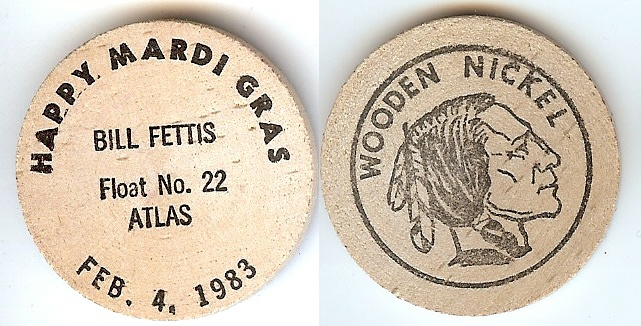 HAPPY MARDI GRAS
BILL FETTIS
Float No. 22
ATLAS
FEB. 4, 1983
WOODEN NICKEL